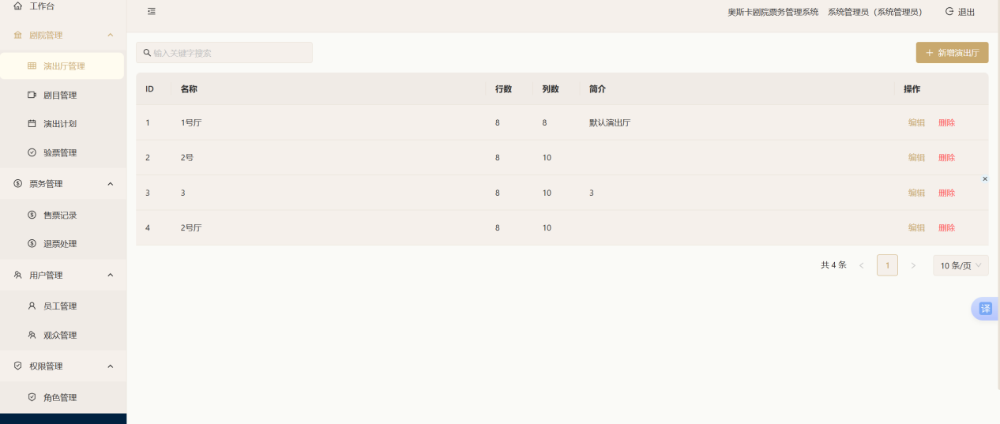 工作台
剧院管理
演出厅管理
剧目管理
演出计划
验票管理
票务管理
售票记录
退票处理
用户管理
员工管理
观众管理
权限管理
角色管理
奥斯卡剧院票务管理系统 系统管理员（系统管理员） 退出
输入关键字搜索
+ 新增演出厅
ID 名称 行数 列数 简介 操作
1 1号厅 8 8 默认演出厅 编辑 删除
2 2号 8 10 编辑 删除
3 3 8 10 3 编辑 删除
4 2号厅 8 10 编辑 删除
共 4 条 < 1 > 10 条/页
译